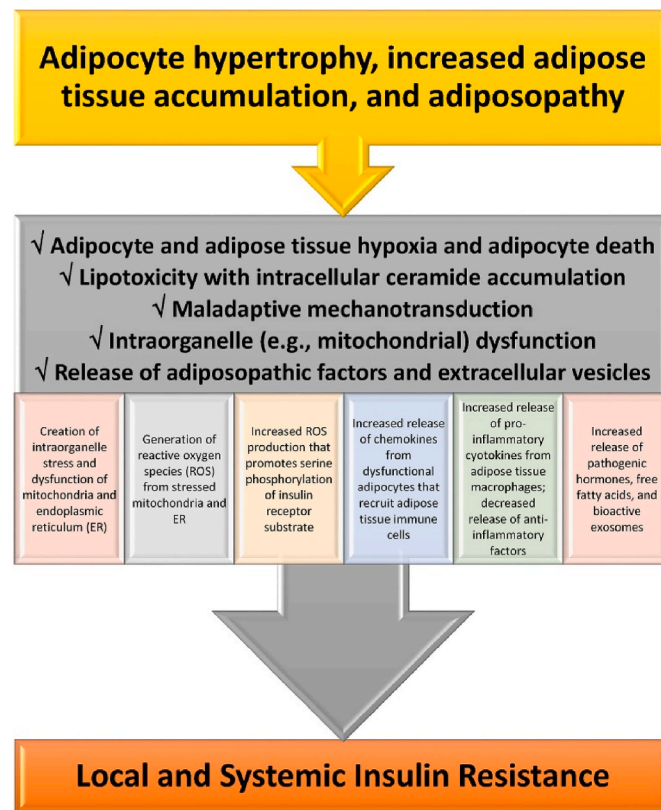 Adipocyte hypertrophy, increased adipose
tissue accumulation, and adiposopathy
√ Adipocyte and adipose tissue hypoxia and adipocyte death
√ Lipotoxicity with intracellular ceramide accumulation
√ Maladaptive mechanotransduction
√ Intraorganelle (e.g., mitochondrial) dysfunction
√ Release of adiposopathic factors and extracellular vesicles
Creation of
intraorganelle
stress and
dysfunction of
mitochondria and
endoplasmic
reticulum (ER)
Generation of
reactive oxygen
species (ROS)
from stressed
mitochondria and
ER
Increased ROS
production that
promotes serine
phosphorylation
of insulin
receptor
substrate
Increased release
of chemokines
from
dysfunctional
adipocytes that
recruit adipose
tissue immune
cells
Increased release
of pro-
inflammatory
cyotokines from
adipose tissue
macrophages;
decreased
release of anti-
inflammatory
factors
Increased
release of
pathogenic
hormones, free
fatty acids, and
bioactive
exosomes
Local and Systemic Insulin Resistance